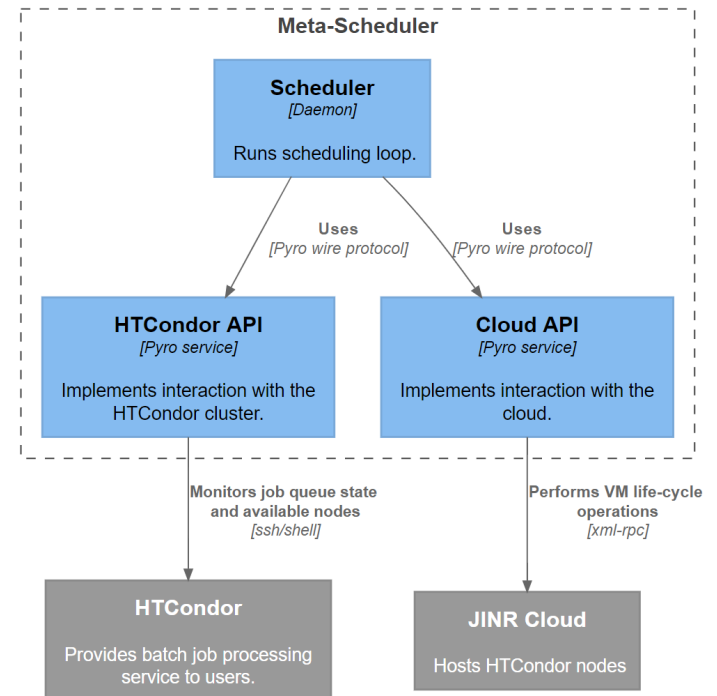 Meta-Scheduler
Scheduler
[Daemon]
Runs scheduling loop.
Uses
[Pyro wire protocol]
Uses
[Pyro wire protocol]
HTCondor API
[Pyro service]
Implements interaction with the
HTCondor cluster.
Cloud API
[Pyro service]
Implements interaction with the
cloud.
Monitors job queue state
and available nodes
[ssh/shell]
Performs VM life-cycle
operations
[xml-rpc]
HTCondor
Provides batch job processing
service to users.
JINR Cloud
Hosts HTCondor nodes